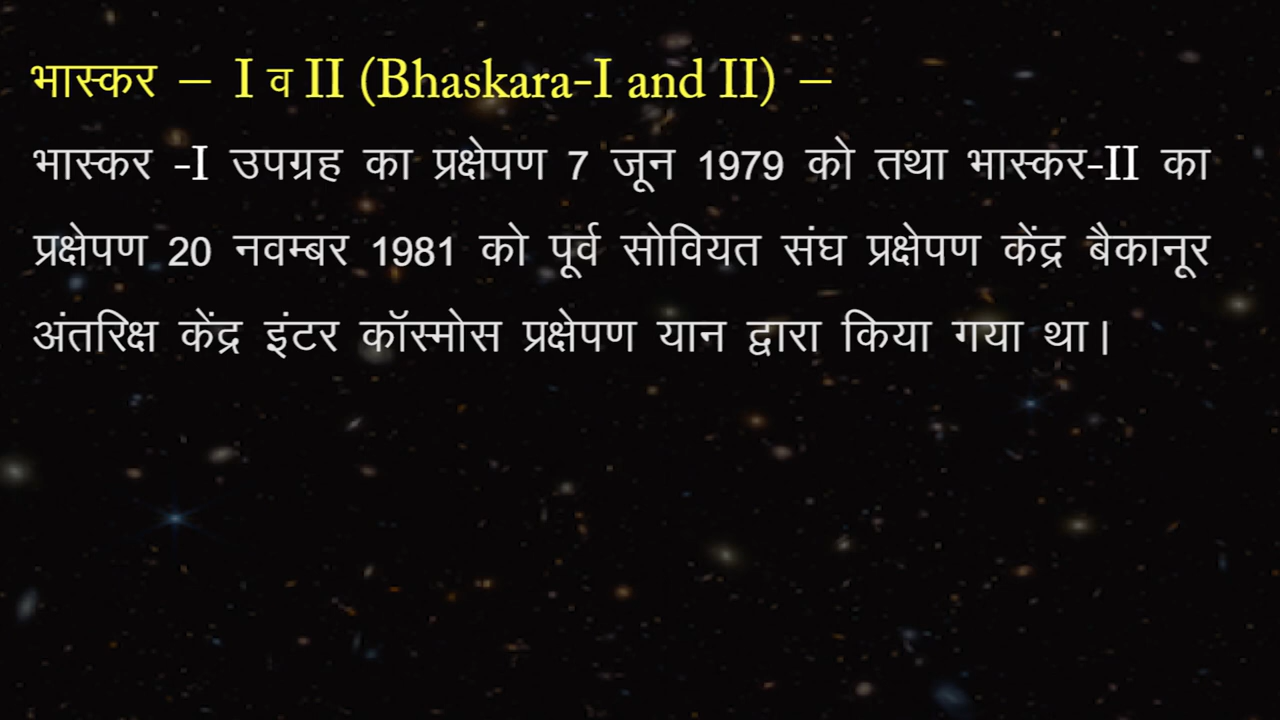 भास्कर – I व II (Bhaskara-I and II) –
भास्कर -I उपग्रह का प्रक्षेपण 7 जून 1979 को तथा भास्कर-II का
प्रक्षेपण 20 नवम्बर 1981 को पूर्व सोवियत संघ प्रक्षेपण केंद्र बैकानूर
अंतरिक्ष केंद्र इंटर कॉस्मोस प्रक्षेपण यान द्वारा किया गया था।